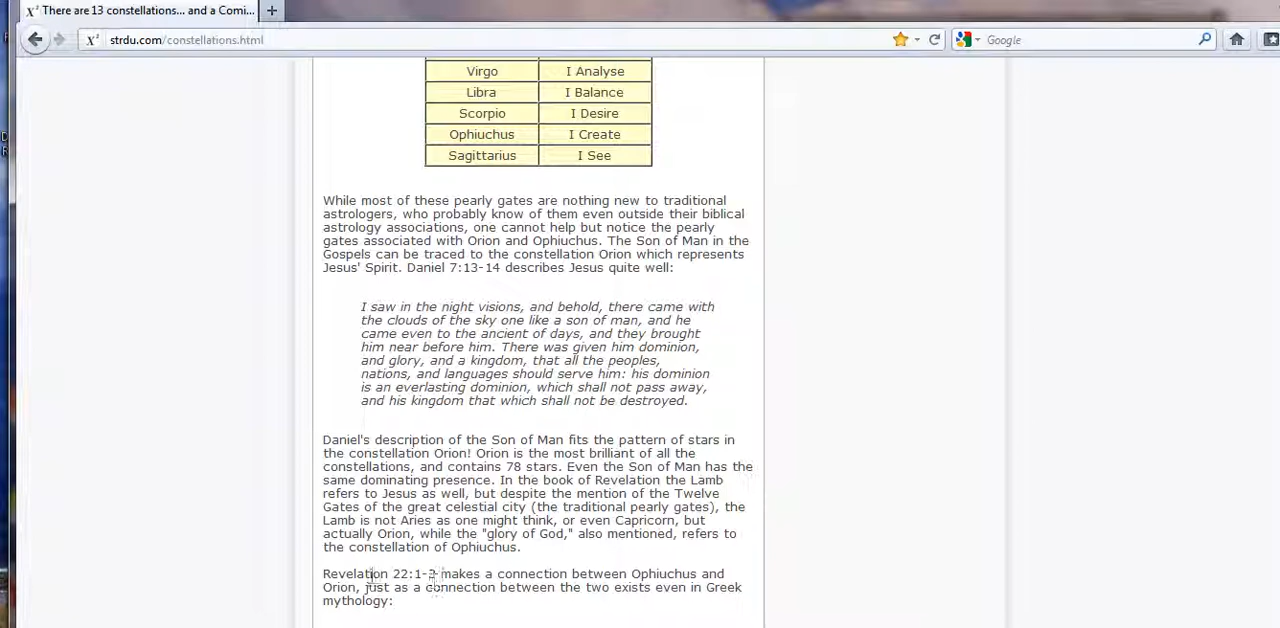 There are 13 constellations... and a Comi...
strdu.com/constellations.html
Google
Virgo I Analyse
Libra I Balance
Scorpio I Desire
Ophiuchus I Create
Sagittarius I See
While most of these pearly gates are nothing new to traditional
astrologers, who probably know of them even outside their biblical
astrology associations, one cannot help but notice the pearly
gates associated with Orion and Ophiuchus. The Son of Man in the
Gospels can be traced to the constellation Orion which represents
Jesus' Spirit. Daniel 7:13-14 describes Jesus quite well:
I saw in the night visions, and behold, there came with
the clouds of the sky one like a son of man, and he
came even to the ancient of days, and they brought
him near before him. There was given him dominion,
and glory, and a kingdom, that all the peoples,
nations, and languages should serve him: his dominion
is an everlasting dominion, which shall not pass away,
and his kingdom that which shall not be destroyed.
Daniel's description of the Son of Man fits the pattern of stars in
the constellation Orion! Orion is the most brilliant of all the
constellations, and contains 78 stars. Even the Son of Man has the
same dominating presence. In the book of Revelation the Lamb
refers to Jesus as well, but despite the mention of the Twelve
Gates of the great celestial city (the traditional pearly gates), the
Lamb is not Aries as one might think, or even Capricorn, but
actually Orion, while the "glory of God," also mentioned, refers to
the constellation of Ophiuchus.
Revelation 22:1-3 makes a connection between Ophiuchus and
Orion, just as a connection between the two exists even in Greek
mythology: